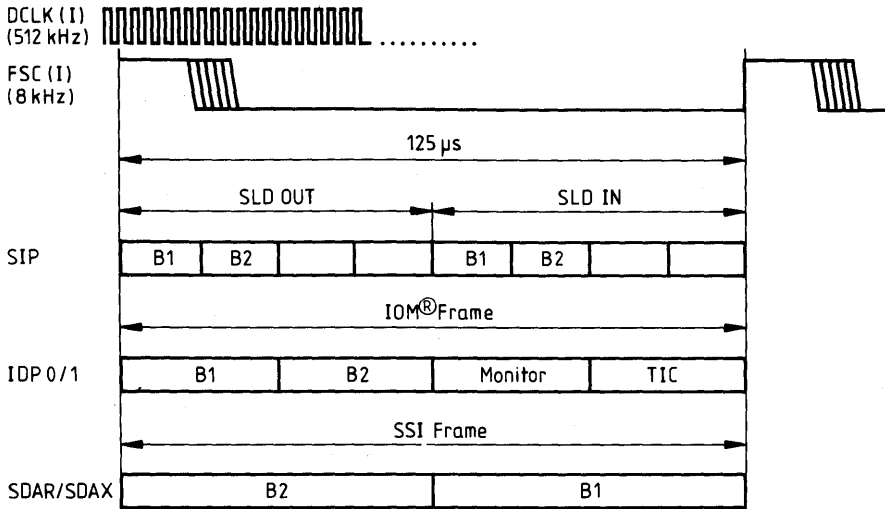 DCLK (I)
(512 kHz)
FSC (I)
(8 kHz)
125 µs
SLD OUT SLD IN
SIP B1 B2 B1 B2
IOM® Frame
IDP 0/1 B1 B2 Monitor TIC
SSI Frame
SDAR/SDAX B2 B1